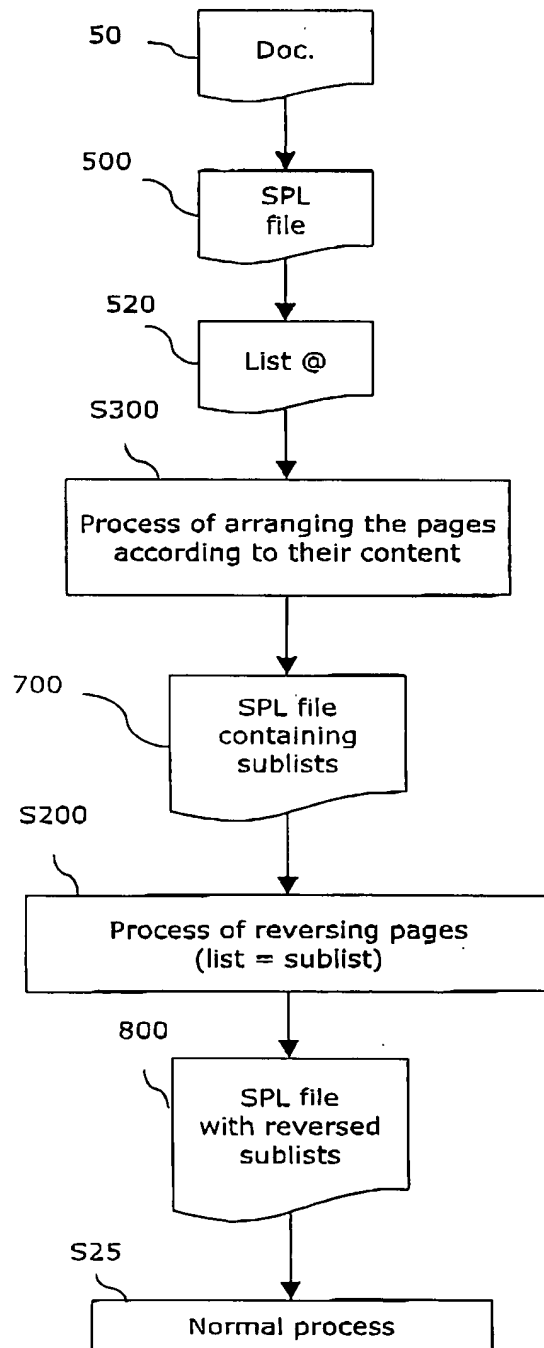 50
Doc.
500
SPL
file
520
List @
S300
Process of arranging the pages
according to their content
700
SPL file
containing
sublists
S200
Process of reversing pages
(list = sublist)
800
SPL file
with reversed
sublists
S25
Normal process